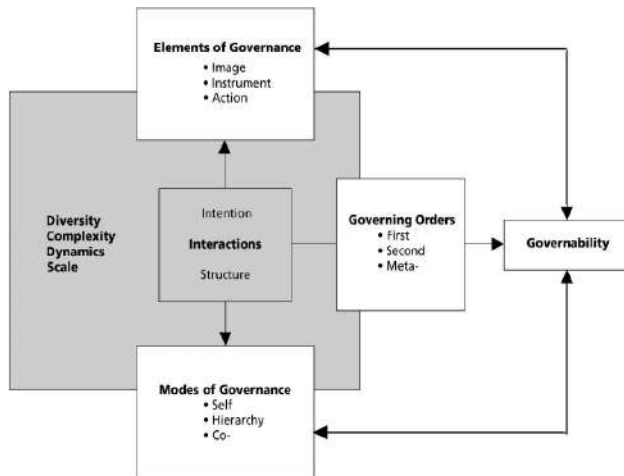 Elements of Governance
• Image
• Instrument
• Action
Diversity
Complexity
Dynamics
Scale
Intention
Interactions
Structure
Governing Orders
• First
• Second
• Meta-
Governability
Modes of Governance
• Self
• Hierarchy
• Co-